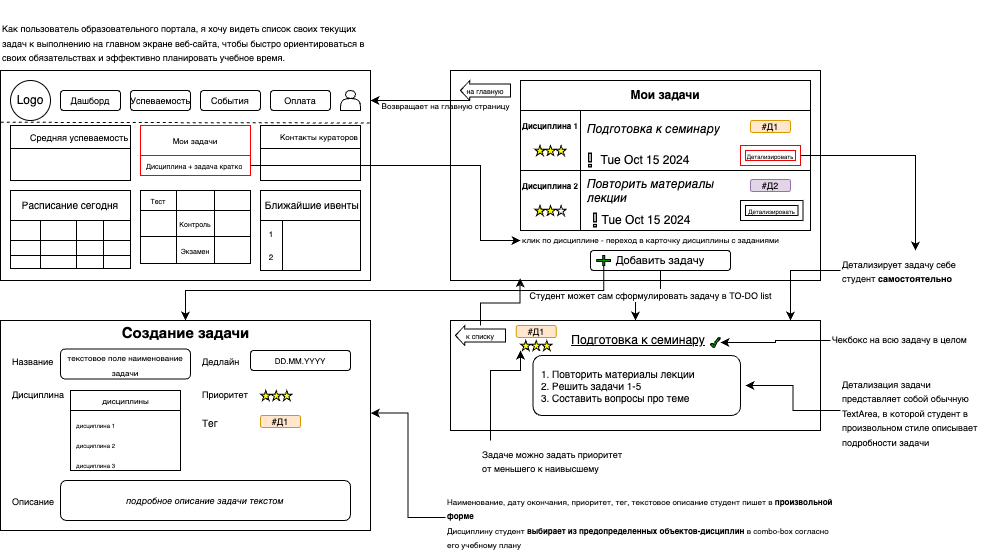 Как пользователь образовательного портала, я хочу видеть список своих текущих
задач к выполнению на главном экране веб-сайта, чтобы быстро ориентироваться в
своих обязательствах и эффективно планировать учебное время.
Logo
Дашборд
Успеваемость
События
Оплата
Средняя успеваемость
Мои задачи
Дисциплина + задача кратко
Контакты кураторов
Расписание сегодня
Тест
Контроль
Экзамен
Ближайшие ивенты
1
2
на главную
Возвращает на главную страницу
Мои задачи
Дисциплина 1
Подготовка к семинару
#Д1
Tue Oct 15 2024
Детализировать
Дисциплина 2
Повторить материалы
лекции
#Д2
Tue Oct 15 2024
Детализировать
клик по дисциплине - переход в карточку дисциплины с заданиями
Добавить задачу
Студент может сам сформулировать задачу в TO-DO list
Детализирует задачу себе
студент самостоятельно
Создание задачи
Название
текстовое поле наименование
задачи
Дедлайн
DD.MM.YYYY
Дисциплина
дисциплины
дисциплина 1
дисциплина 2
дисциплина 3
Приоритет
Тег
#Д1
Описание
подробное описание задачи текстом
к списку
#Д1
Подготовка к семинару
1. Повторить материалы лекции
2. Решить задачи 1-5
3. Составить вопросы про теме
Чекбокс на всю задачу в целом
Детализация задачи
представляет собой обычную
TextArea, в которой студент в
произвольном стиле описывает
подробности задачи
Задаче можно задать приоритет
от меньшего к наивысшему
Наименование, дату окончания, приоритет, тег, текстовое описание студент пишет в произвольной
форме
Дисциплину студент выбирает из предопределенных объектов-дисциплин в combo-box согласно
его учебному плану